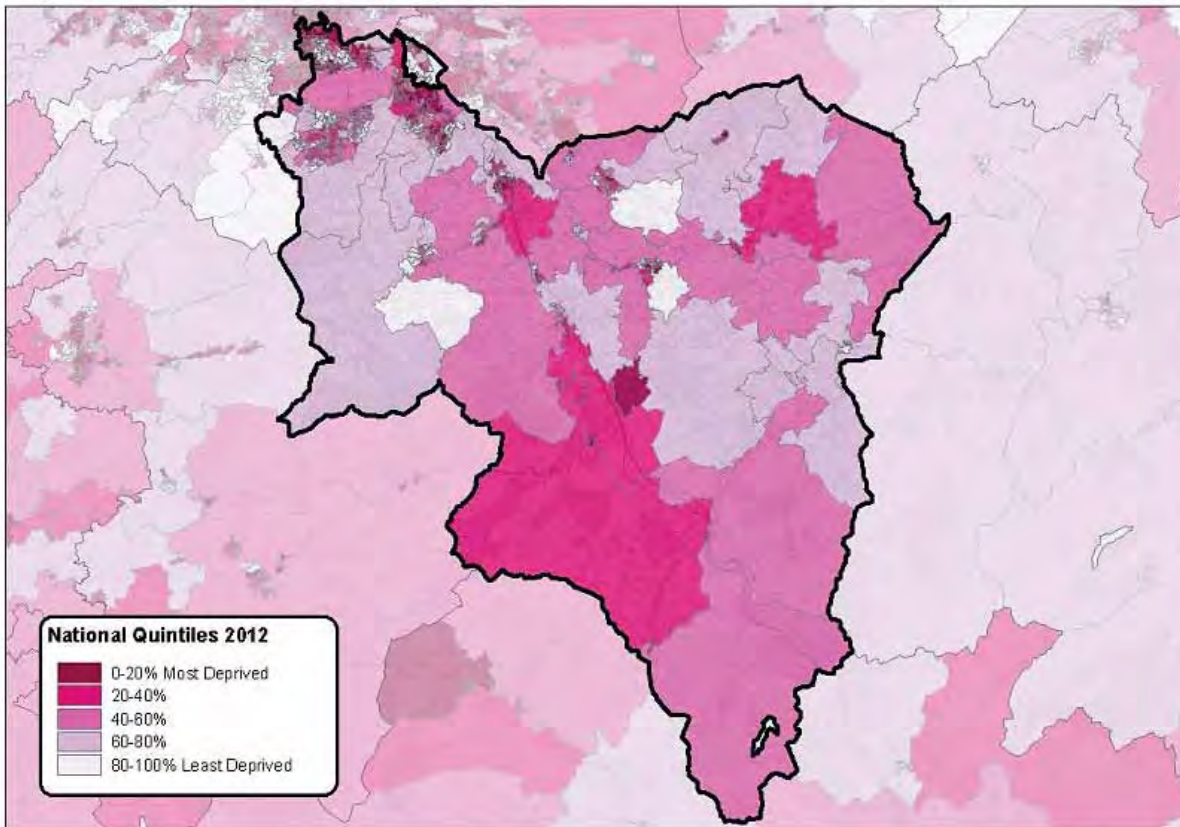 National Quintiles 2012
0-20% Most Deprived
20-40%
40-60%
60-80%
80-100% Least Deprived